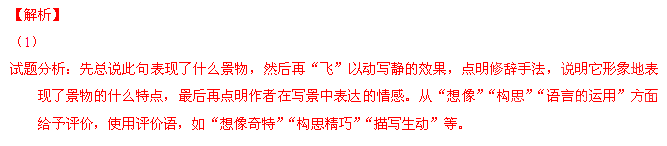 【解析】
（1）
试题分析：先总说此句表现了什么景物，然后再“飞”以动写静的效果，点明修辞手法，说明它形象地表
现了景物的什么特点，最后再点明作者在写景中表达的情感。从“想像”“构思”“语言的运用”方面
给予评价，使用评价语，如“想像奇特”“构思精巧”“描写生动”等。